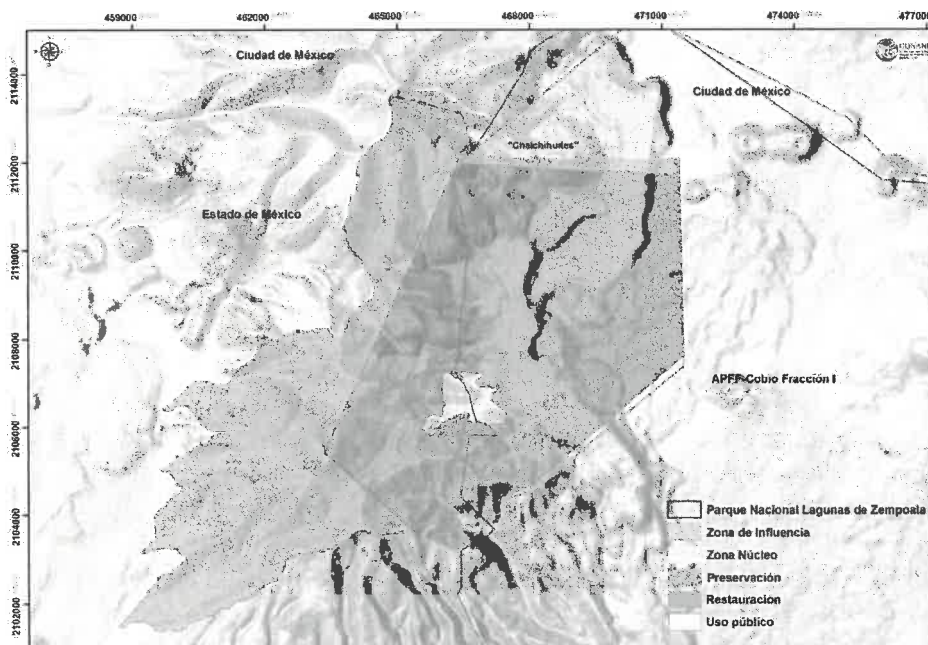 459000 462000 465000 468000 471000 474000 477000
Ciudad de México
Ciudad de México
2114000
"Chalchihuites"
2112000
Estado de México
2110000
2108000
APFF-Cobio Fracción I
2106000
Parque Nacional Lagunas de Zempoala
2104000
Zona de Influencia
Zona Núcleo
Preservación
Restauración
2102000
Uso público